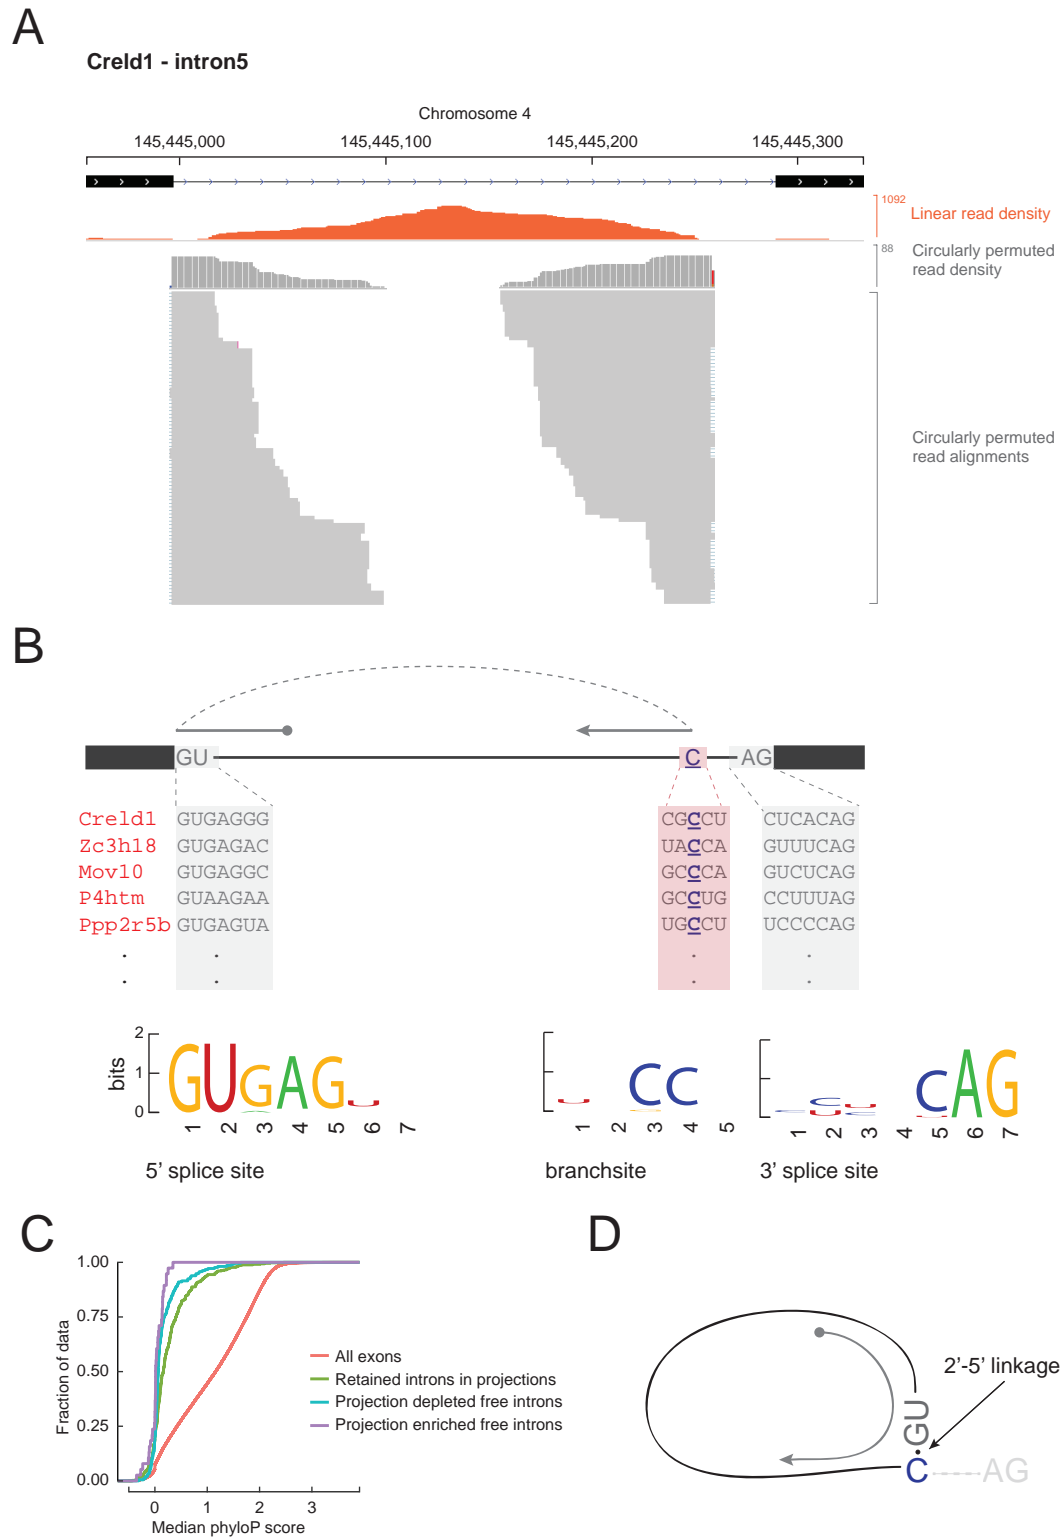 A
Creld1 - intron5
Chromosome 4
145,445,000 145,445,100 145,445,200 145,445,300
1092
Linear read density
88
Circularly permuted
read density
Circularly permuted
read alignments
B
GU C AG
Creld1 GUGAGGG CGCCU CUCACAG
Zc3h18 GUGAGAC UACCA GUUUCAG
Mov10 GUGAGGC GCCCA GUCUCAG
P4htm GUAAGAA GCCUG CCUUUAG
Ppp2r5b GUGAGUA UGCCU UCCCCAG
2
1
0
bits
GUGAGU
U CC
CAG
1 2 3 4 5 6 7
1 2 3 4 5
1 2 3 4 5 6 7
5’ splice site branchsite 3’ splice site
C
1.00
0.75
0.50
0.25
0.00
Fraction of data
0 1 2 3
Median phyloP score
All exons
Retained introns in projections
Projection depleted free introns
Projection enriched free introns
D
2’-5’ linkage
GU
C AG